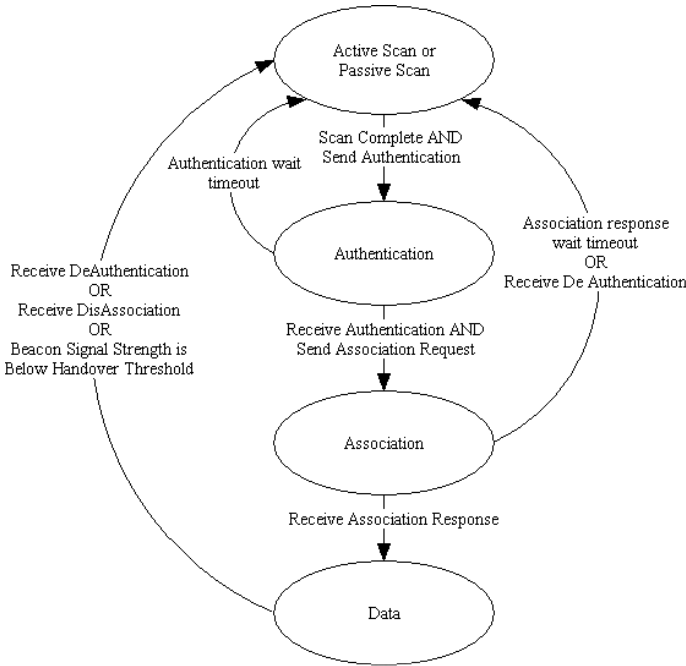 Active Scan or
Passive Scan
Scan Complete AND
Send Authentication
Authentication wait
timeout
Authentication
Association response
wait timeout
OR
Receive De Authentication
Receive DeAuthentication
OR
Receive DisAssociation
OR
Beacon Signal Strength is
Below Handover Threshold
Receive Authentication AND
Send Association Request
Association
Receive Association Response
Data